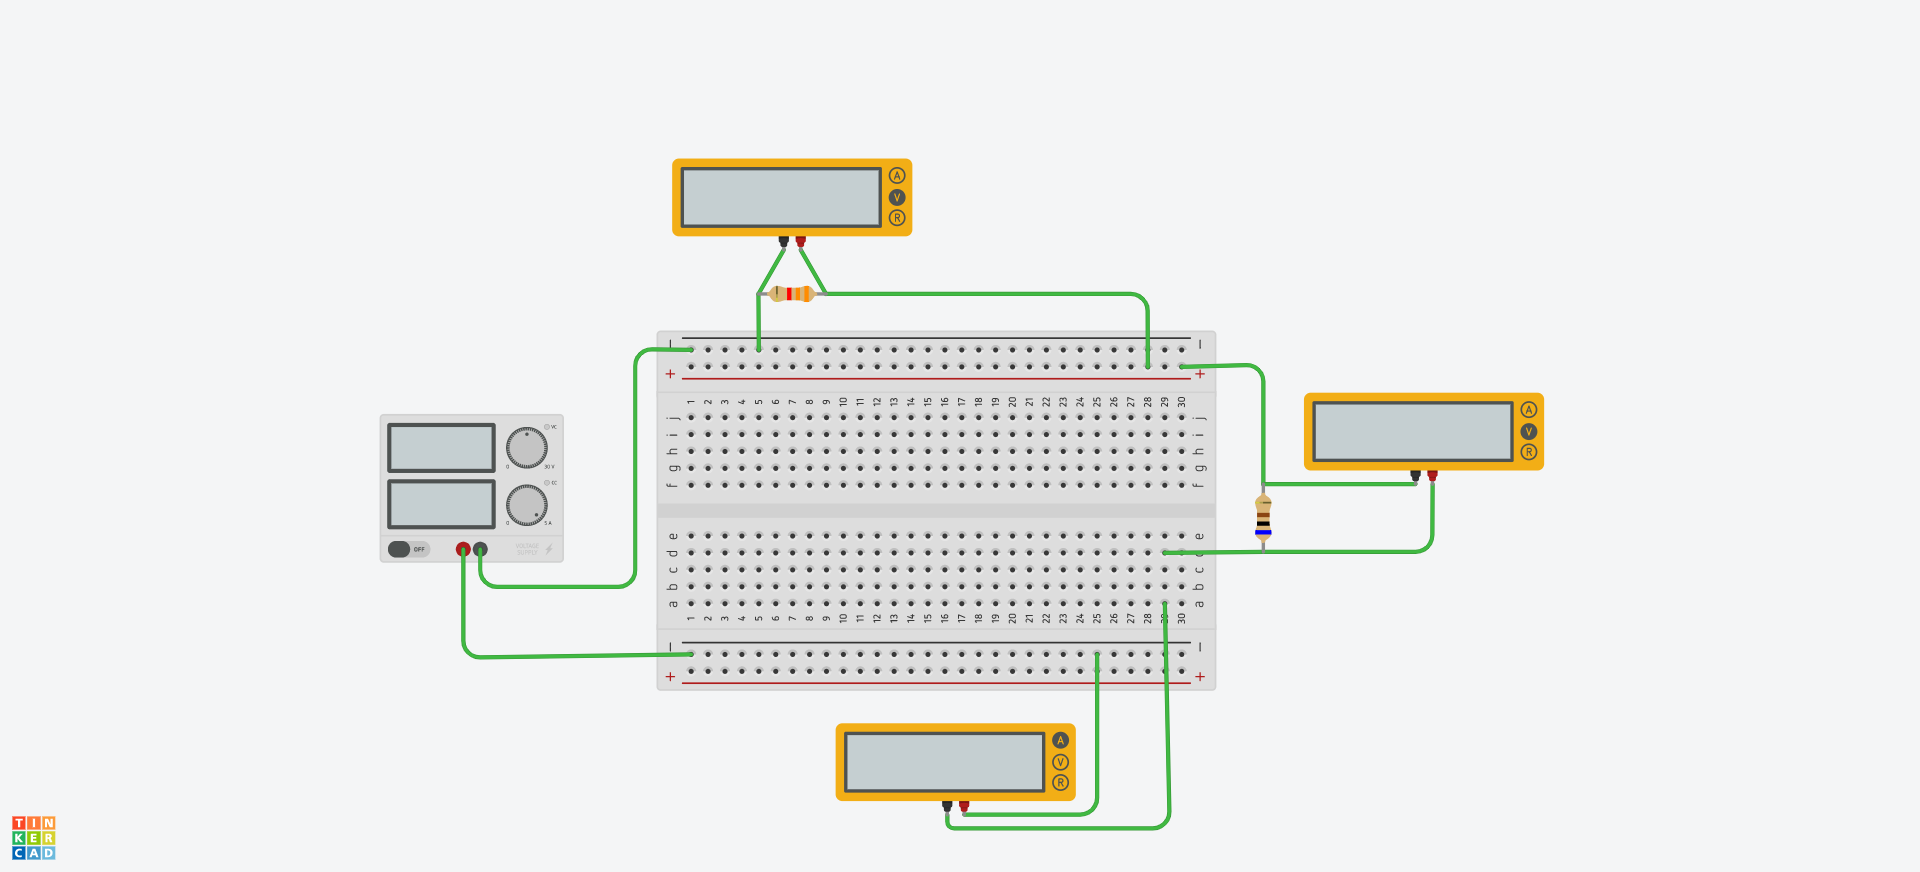 A
V
R
1 2 3 4 5 6 7 8 9 10 11 12 13 14 15 16 17 18 19 20 21 22 23 24 25 26 27 28 29 30
j j
i i
h h
g g
f f
e e
d
c c
b b
a a
1 2 3 4 5 6 7 8 9 10 11 12 13 14 15 16 17 18 19 20 21 22 23 24 25 26 27 28 30
0 30 V
0 5 A
OFF
VOLTAGE
SUPPLY
A
V
R
A
V
R
TIN
KER
CAD